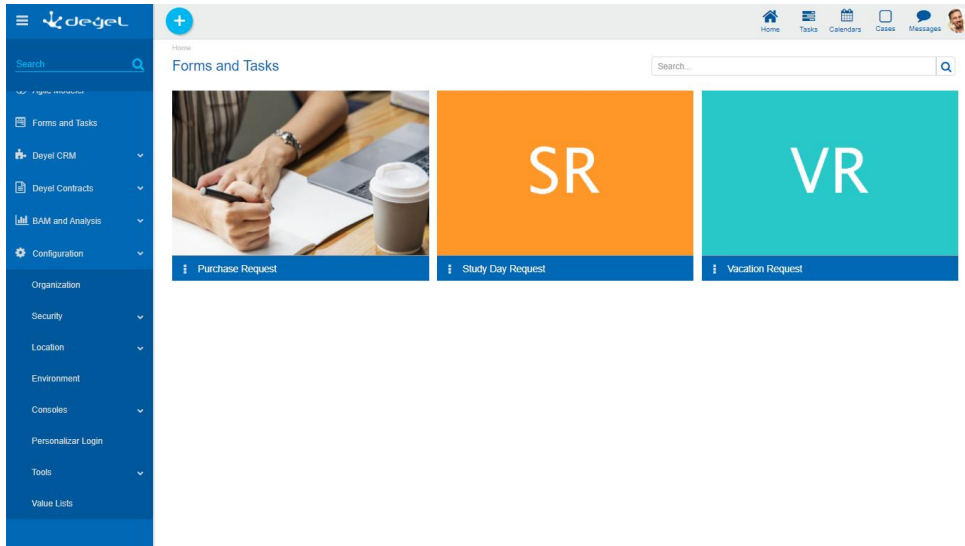 deyel
Home
Tasks
Calendars
Cases
Messages
Search
Home
Forms and Tasks
Search...
Agile Modeler
Forms and Tasks
Deyel CRM
Deyel Contracts
BAM and Analysis
Configuration
Organization
Security
Location
Environment
Consoles
Personalizar Login
Tools
Value Lists
SR
VR
Purchase Request
Study Day Request
Vacation Request